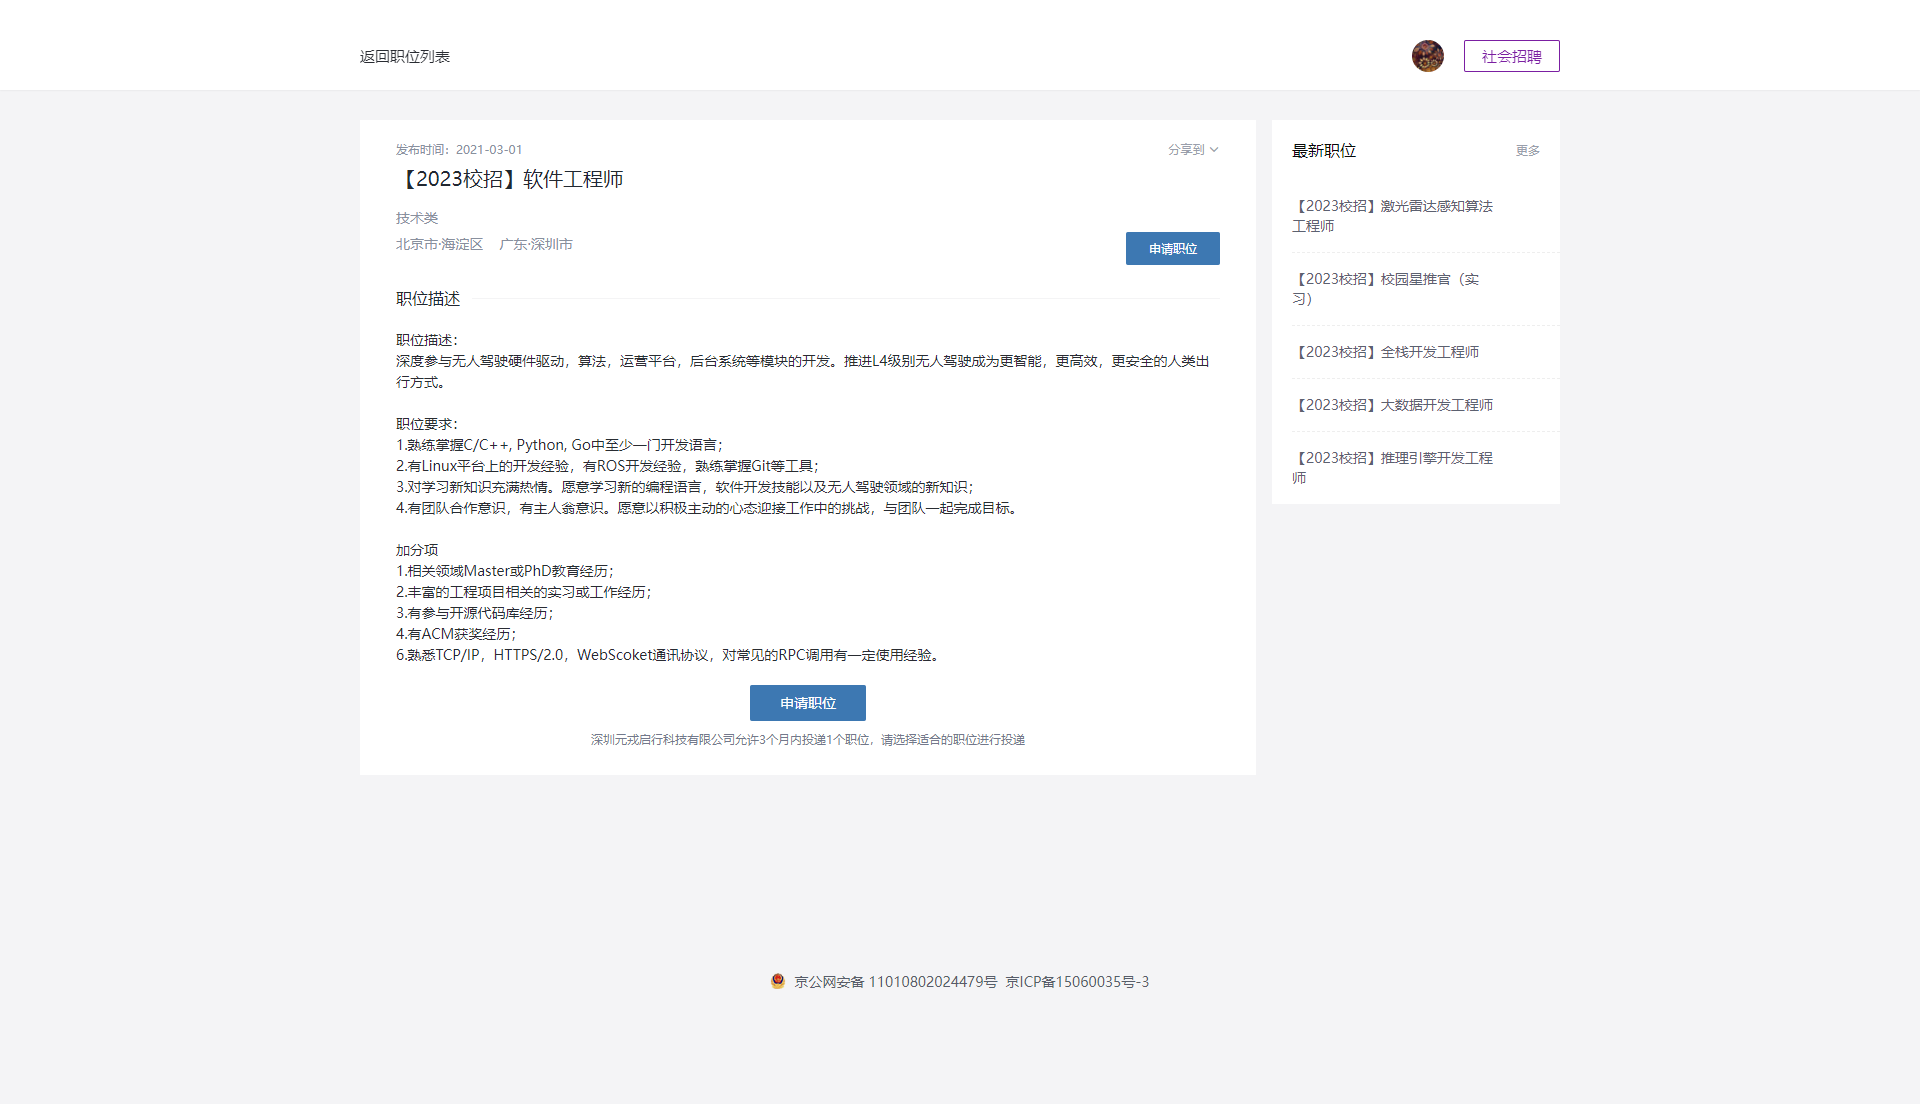 返回职位列表
社会招聘
发布时间：2021-03-01
分享到
【2023校招】软件工程师
技术类
北京市·海淀区 广东·深圳市
申请职位
职位描述
职位描述：
深度参与无人驾驶硬件驱动，算法，运营平台，后台系统等模块的开发。推进L4级别无人驾驶成为更智能，更高效，更安全的人类出
行方式。
职位要求：
1.熟练掌握C/C++, Python, Go中至少一门开发语言；
2.有Linux平台上的开发经验，有ROS开发经验，熟练掌握Git等工具；
3.对学习新知识充满热情。愿意学习新的编程语言，软件开发技能以及无人驾驶领域的新知识；
4.有团队合作意识，有主人翁意识。愿意以积极主动的心态迎接工作中的挑战，与团队一起完成目标。
加分项
1.相关领域Master或PhD教育经历；
2.丰富的工程项目相关的实习或工作经历；
3.有参与开源代码库经历；
4.有ACM获奖经历；
6.熟悉TCP/IP，HTTPS/2.0，WebScoket通讯协议，对常见的RPC调用有一定使用经验。
申请职位
深圳元戎启行科技有限公司允许3个月内投递1个职位，请选择适合的职位进行投递
最新职位
更多
【2023校招】激光雷达感知算法
工程师
【2023校招】校园星推官（实
习）
【2023校招】全栈开发工程师
【2023校招】大数据开发工程师
【2023校招】推理引擎开发工程
师
京公网安备 11010802024479号 京ICP备15060035号-3